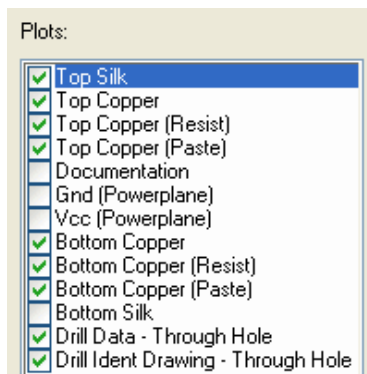 Plots:
Top Silk
Top Copper
Top Copper (Resist)
Top Copper (Paste)
Documentation
Gnd (Powerplane)
Vcc (Powerplane)
Bottom Copper
Bottom Copper (Resist)
Bottom Copper (Paste)
Bottom Silk
Drill Data - Through Hole
Drill Ident Drawing - Through Hole